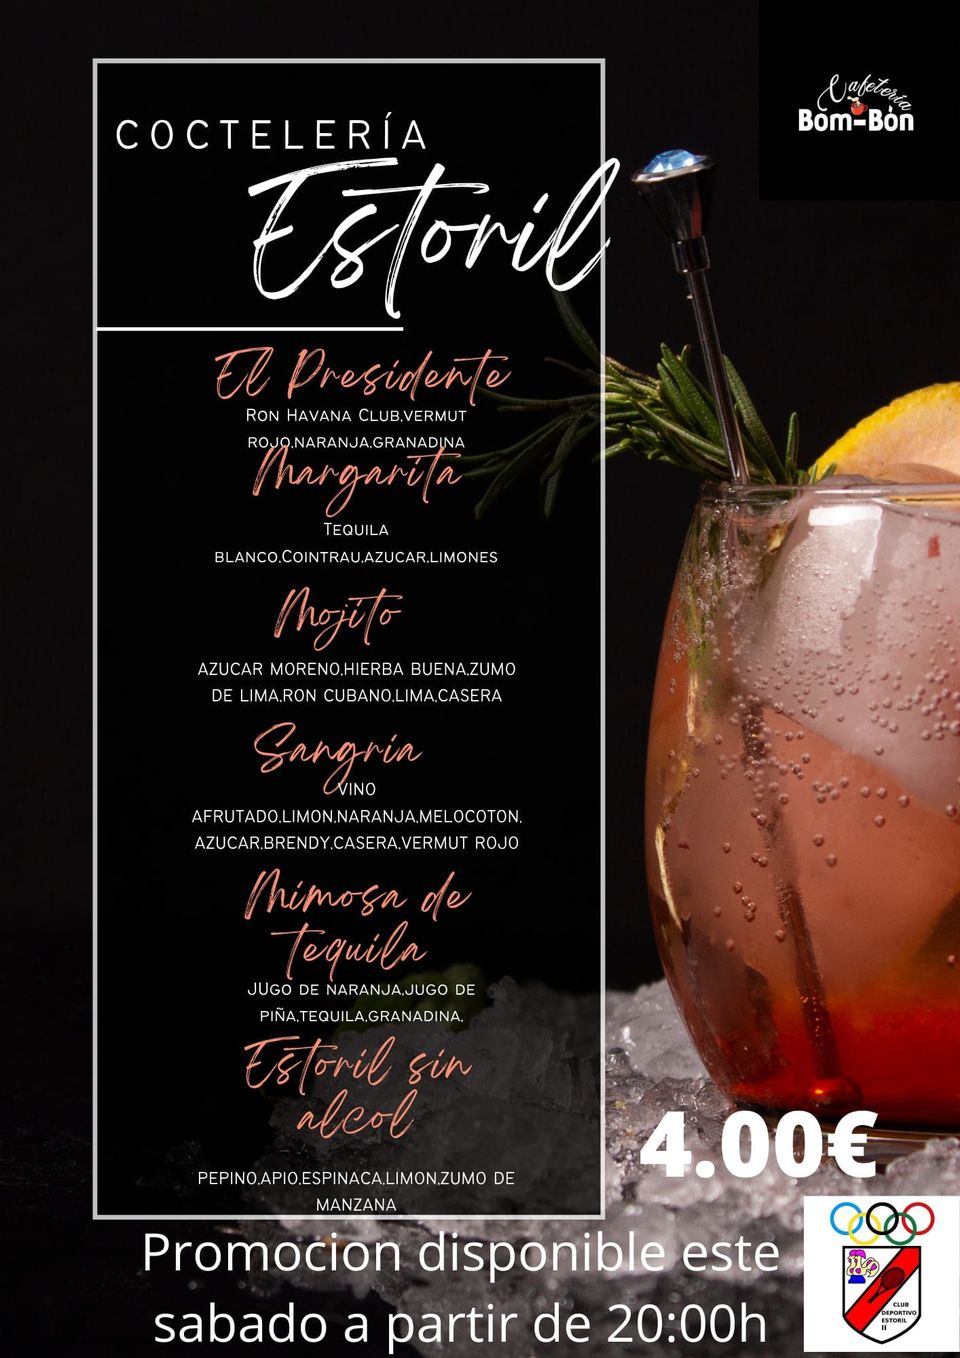 COCTELERÍA
Estoril
Cafetería
Bom-Bòn
El Presidente
Ron Havana Club,vermut
rojo,naranja,granadina
Margarita
Tequila
blanco,Cointrau,azucar,limones
Mojito
azucar moreno,hierba buena,zumo
de lima,ron cubano,lima,casera
Sangria
vino
afrutado,limon,naranja,melocoton,
azucar,brendy,casera,vermut rojo
Mimosa de
tequila
JUgo de naranja,jugo de
piña,tequila,granadina,
Estoril sin
alcol
pepino,apio,espinaca,limon,zumo de
manzana
4.00€
Promocion disponible este
sabado a partir de 20:00h
CLUB
DEPORTIVO
ESTORIL
II